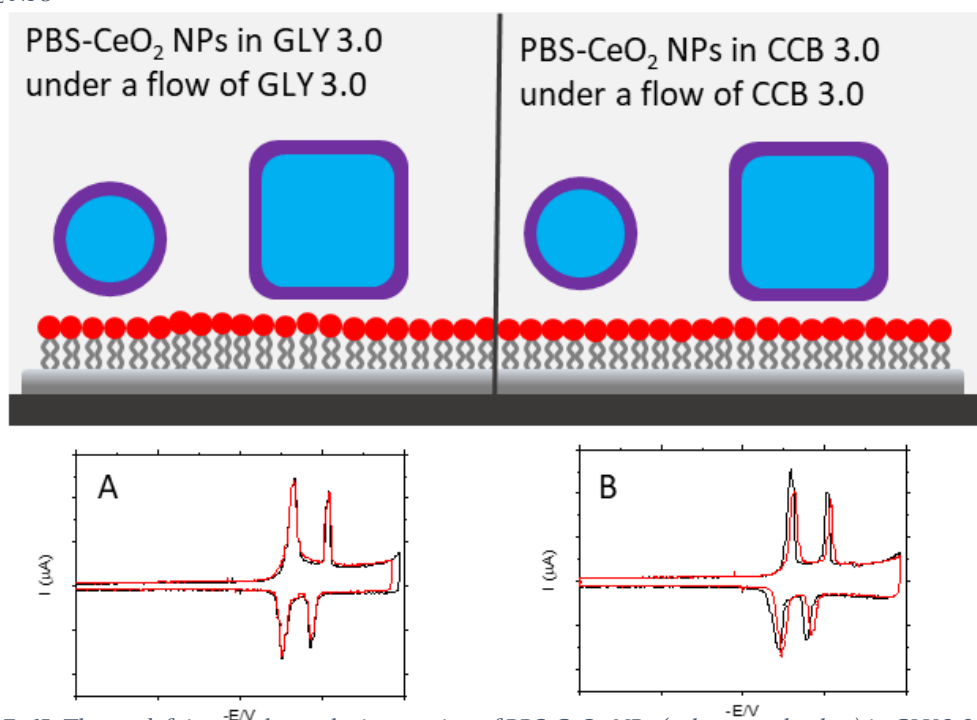 PBS-CeO₂ NPs in GLY 3.0
under a flow of GLY 3.0
PBS-CeO₂ NPs in CCB 3.0
under a flow of CCB 3.0
A
I (µA)
-E/V
B
I (µA)
-E/V